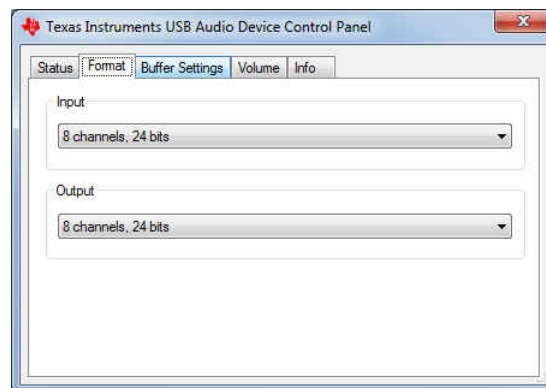 Texas Instruments USB Audio Device Control Panel
Status Format Buffer Settings Volume Info
Input
8 channels, 24 bits
Output
8 channels, 24 bits